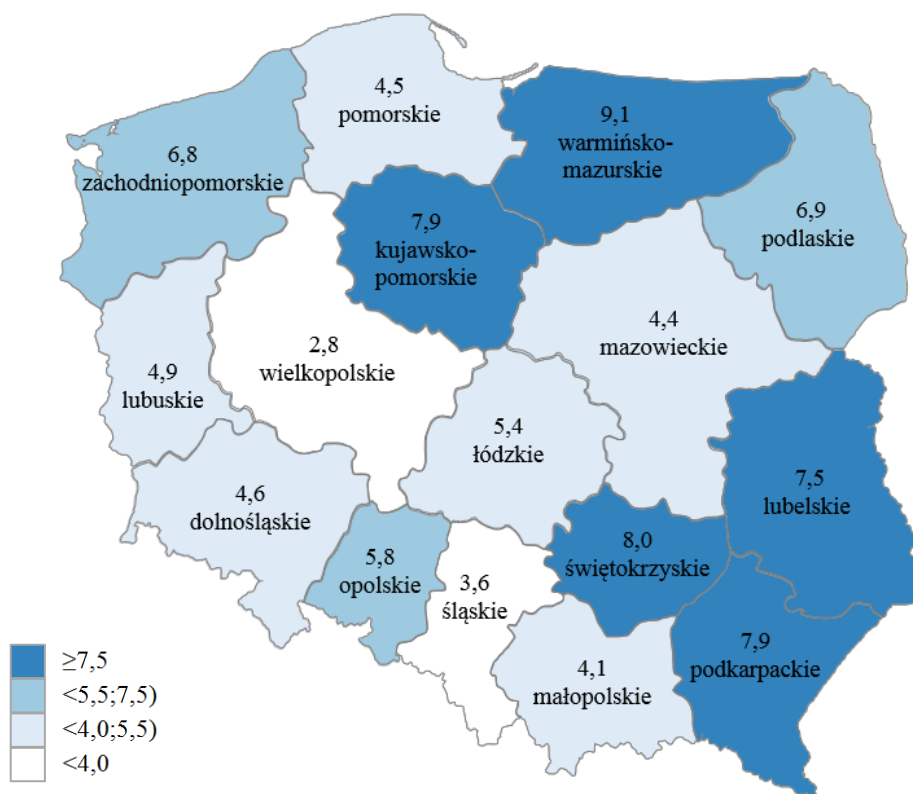 4,5
pomorskie
9,1
warmińsko-
mazurskie
6,8
zachodniopomorskie
6,9
podlaskie
7,9
kujawsko-
pomorskie
4,4
mazowieckie
2,8
wielkopolskie
4,9
lubuskie
5,4
łódzkie
7,5
lubelskie
4,6
dolnośląskie
8,0
świętokrzyskie
5,8
opolskie
3,6
śląskie
7,9
podkarpackie
4,1
małopolskie
≥7,5
<5,5;7,5)
<4,0;5,5)
<4,0